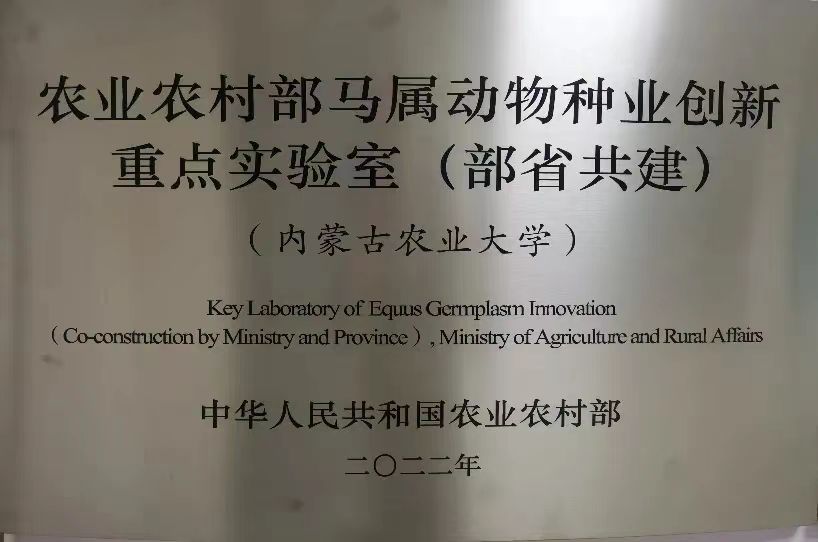 农业农村部马属动物种业创新
重点实验室（部省共建）
（内蒙古农业大学）
Key Laboratory of Equus Germplasm Innovation
（Co-construction by Ministry and Province）, Ministry of Agriculture and Rural Affairs
中华人民共和国农业农村部
二〇二二年